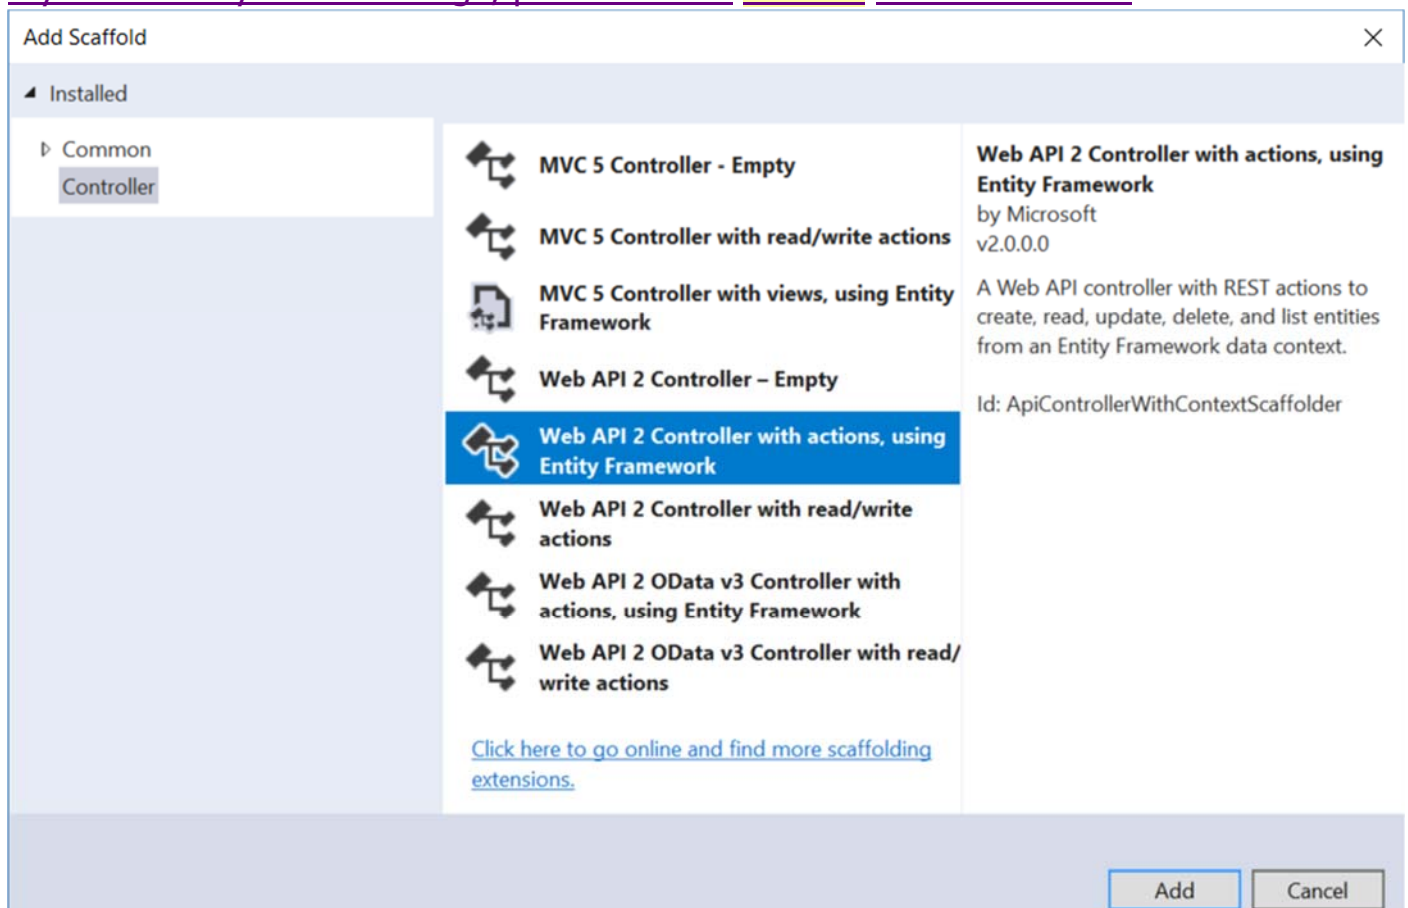 Add Scaffold
Installed
Common
Controller
MVC 5 Controller - Empty
MVC 5 Controller with read/write actions
MVC 5 Controller with views, using Entity
Framework
Web API 2 Controller – Empty
Web API 2 Controller with actions, using
Entity Framework
Web API 2 Controller with read/write
actions
Web API 2 OData v3 Controller with
actions, using Entity Framework
Web API 2 OData v3 Controller with read/
write actions
Click here to go online and find more scaffolding
extensions.
Web API 2 Controller with actions, using
Entity Framework
by Microsoft
v2.0.0.0
A Web API controller with REST actions to
create, read, update, delete, and list entities
from an Entity Framework data context.
Id: ApiControllerWithContextScaffolder
Add
Cancel